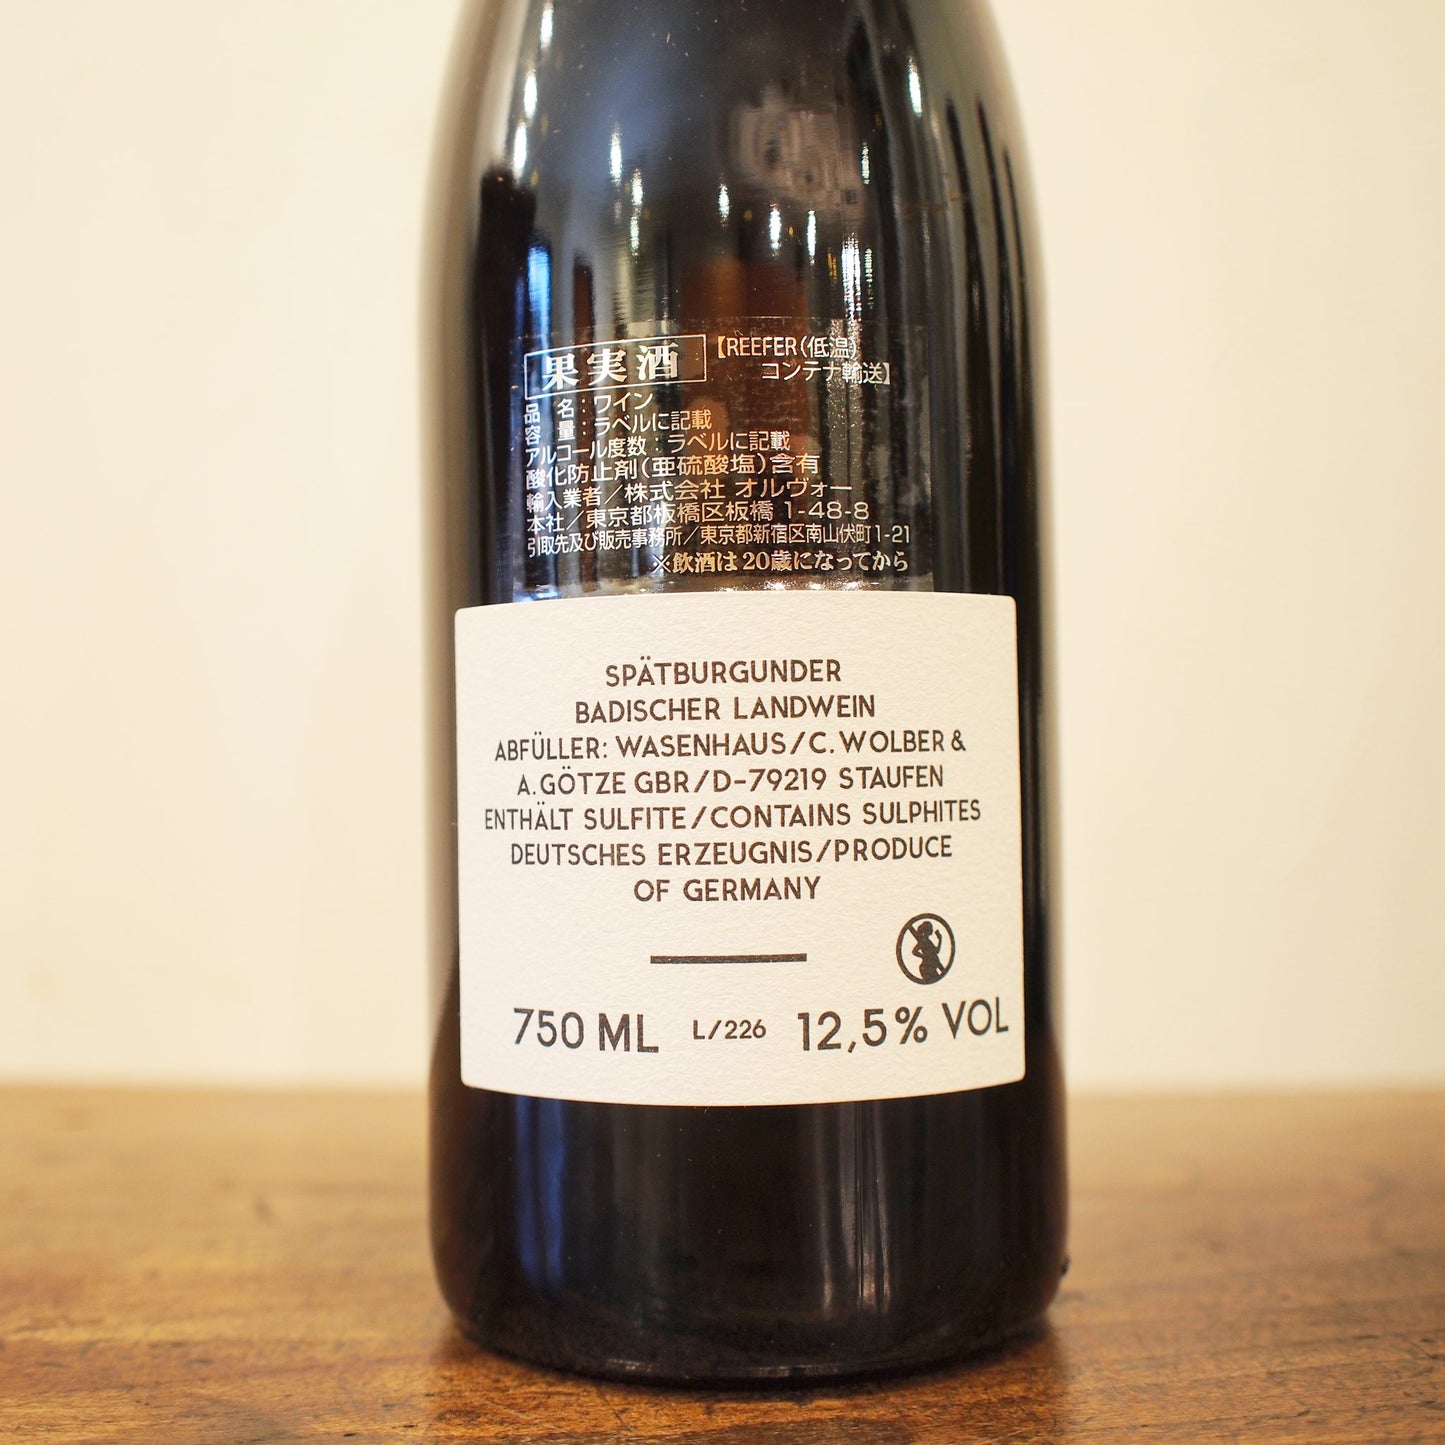 果実酒 【REEFER(低温)
コンテナ輸送】
品 名:ワイン
容 量:ラベルに記載
アルコール度数:ラベルに記載
酸化防止剤(亜硫酸塩)含有
輸入業者/株式会社 オルヴォー
本社/東京都板橋区板橋 1-48-8
引取先及び販売事務所/東京都新宿区南山伏町1-21
※飲酒は20歳になってから
SPÄTBURGUNDER
BADISCHER LANDWEIN
ABFÜLLER: WASENHAUS/C. WOLBER &
A. GÖTZE GBR/D-79219 STAUFEN
ENTHÄLT SULFITE/CONTAINS SULPHITES
DEUTSCHES ERZEUGNIS/PRODUCE
OF GERMANY
750 ML L/226 12,5% VOL